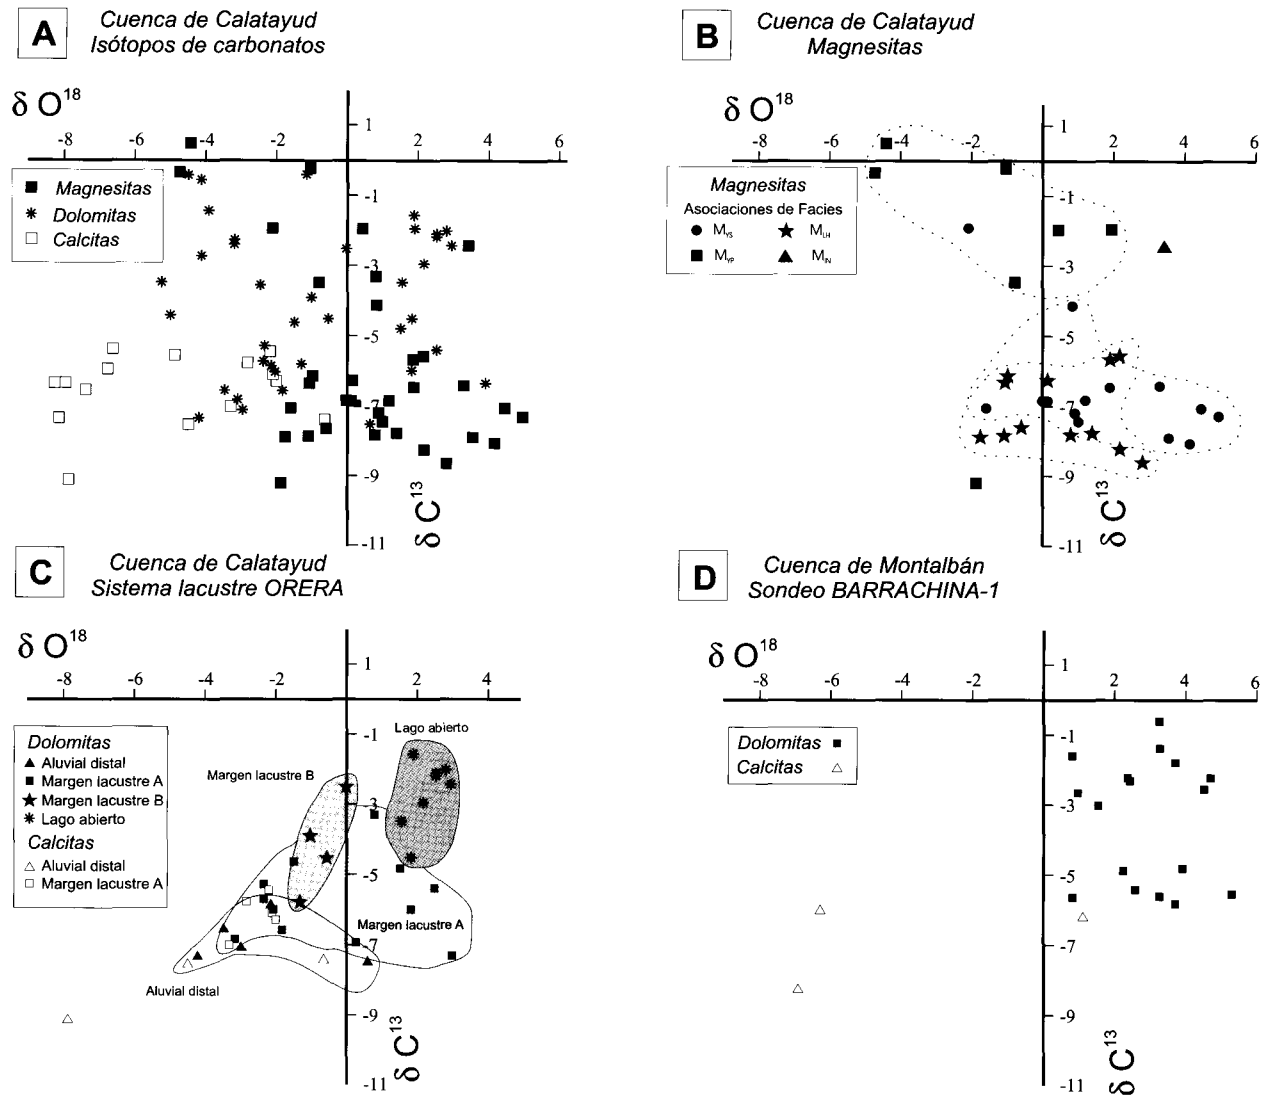 A
Cuenca de Calatayud
Isótopos de carbonatos
δ O18
-8 -6 -4 -2 2 4 6
1
-1
-3
-5
-7
-9
-11
δ C13
Magnesitas
Dolomitas
Calcitas
B
Cuenca de Calatayud
Magnesitas
δ O18
-8 -6 -4 -2 2 4 6
1
-1
-3
-5
-7
-9
-11
δ C13
Magnesitas
Asociaciones de Facies
MYS MLH
MYP MIN
C
Cuenca de Calatayud
Sistema lacustre ORERA
δ O18
-8 -6 -4 -2 2 4
1
-1
-3
-5
-7
-9
-11
δ C13
Dolomitas
Aluvial distal
Margen lacustre A
Margen lacustre B
Lago abierto
Calcitas
Aluvial distal
Margen lacustre A
Lago abierto
Margen lacustre B
Margen lacustre A
Aluvial distal
D
Cuenca de Montalbán
Sondeo BARRACHINA-1
δ O18
-8 -6 -4 -2 2 4 6
1
-1
-3
-5
-7
-9
-11
δ C13
Dolomitas
Calcitas